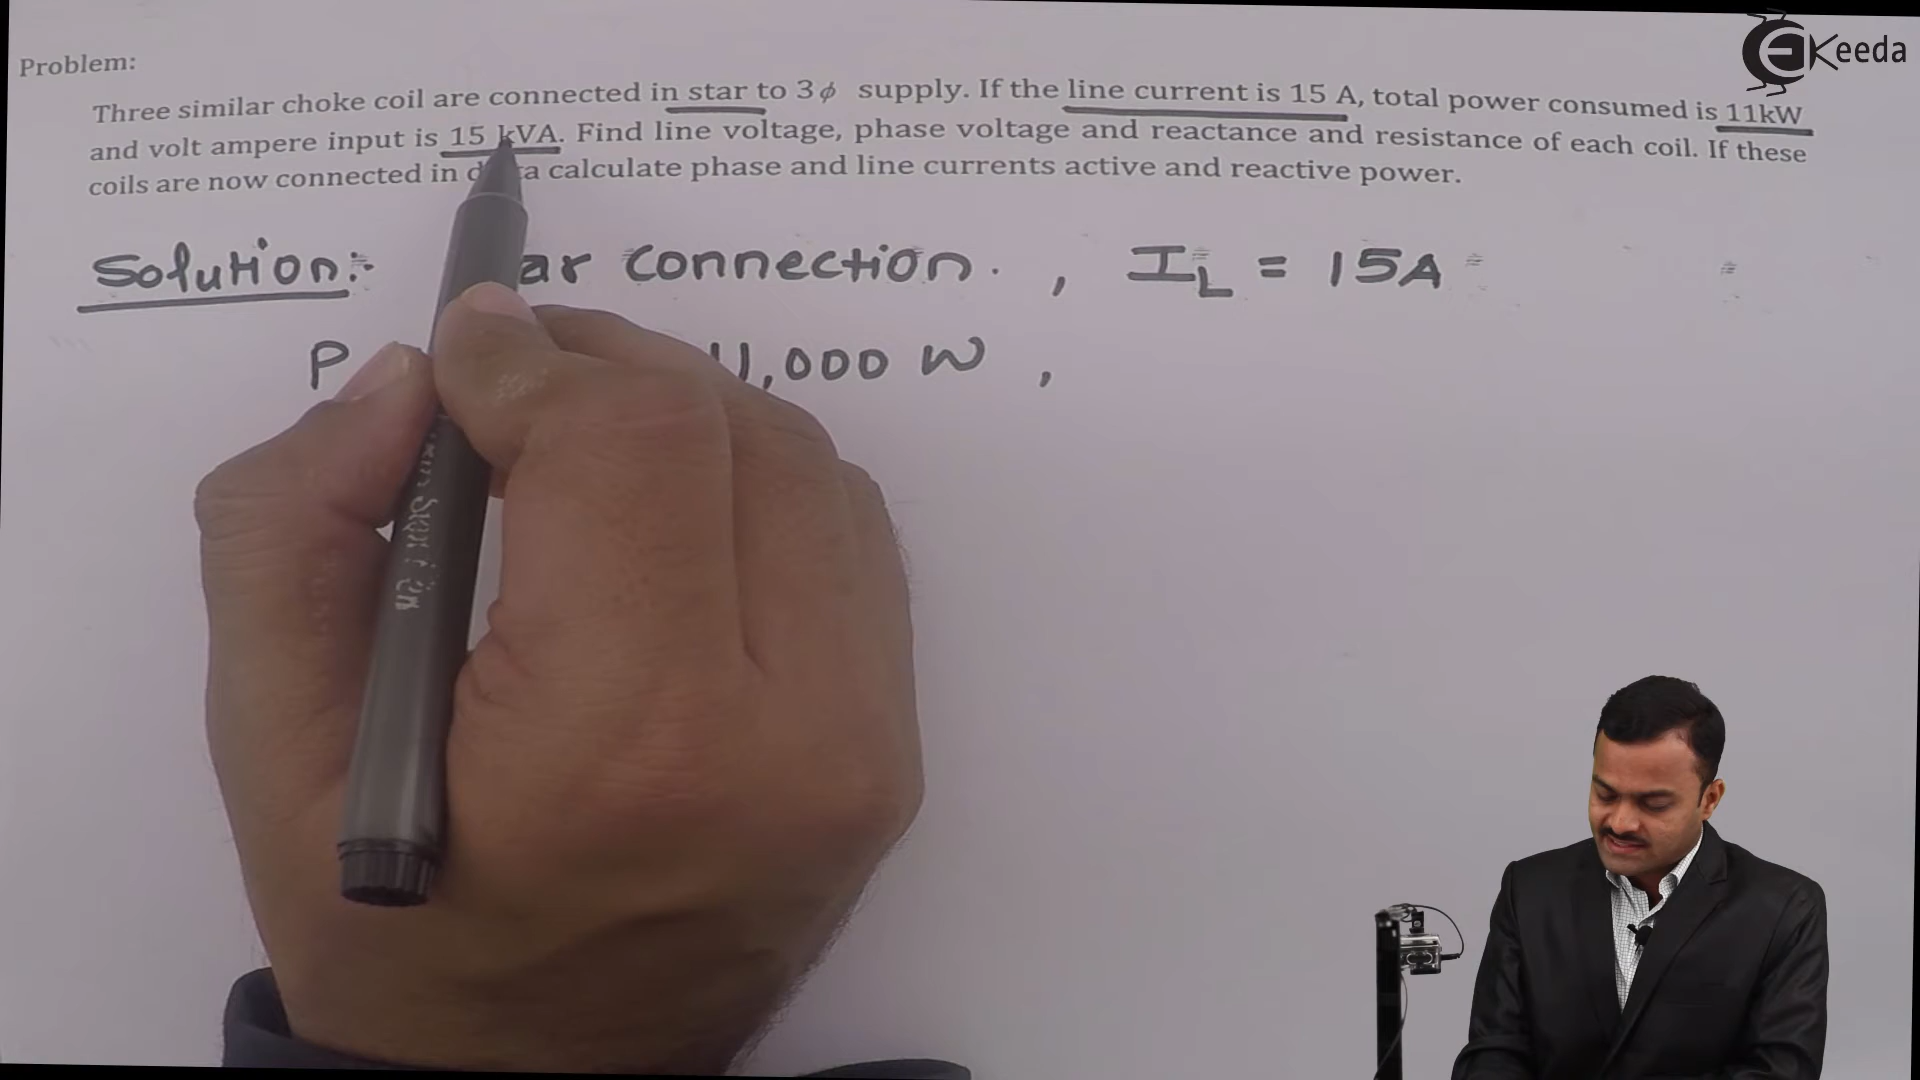 Keeda
Problem:
Three similar choke coil are connected in star to 3ϕ supply. If the line current is 15 A, total power consumed is 11kW
and volt ampere input is 15 kVA. Find line voltage, phase voltage and reactance and resistance of each coil. If these
coils are now connected in calculate phase and line currents active and reactive power.
Solution: Connection. , I_L = 15A
P 11,000 W ,